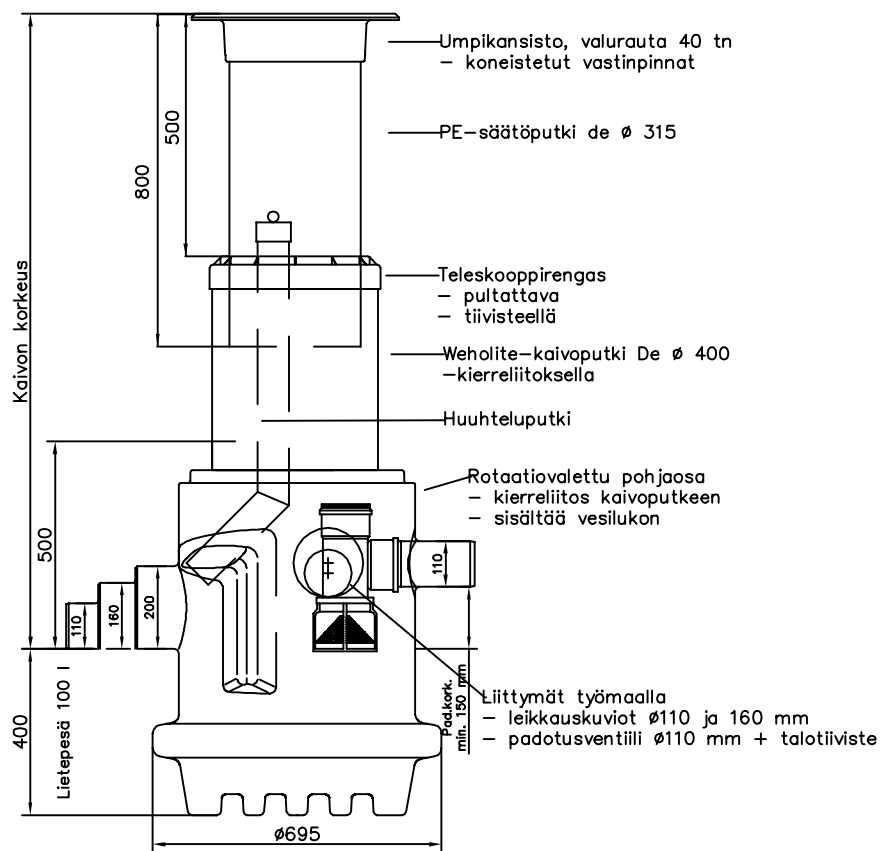 Umpikansisto, valurauta 40 tn
- koneistetut vastinpinnat
500
PE-säätöputki de ø 315
800
Kaivon korkeus
Teleskooppirengas
- pultattava
- tiivisteellä
Weholite-kaivoputki De ø 400
-kierreliitoksella
Huuhteluputki
Rotaatiovalettu pohjaosa
- kierreliitos kaivoputkeen
- sisältää vesilukon
500
110
160
200
110
Liittymät työmaalla
- leikkauskuviot ø110 ja 160 mm
- padotusventiili ø110 mm + talotiiviste
Pad.kork.
min. 150 mm
400
Lietepesä 100 l
ø695